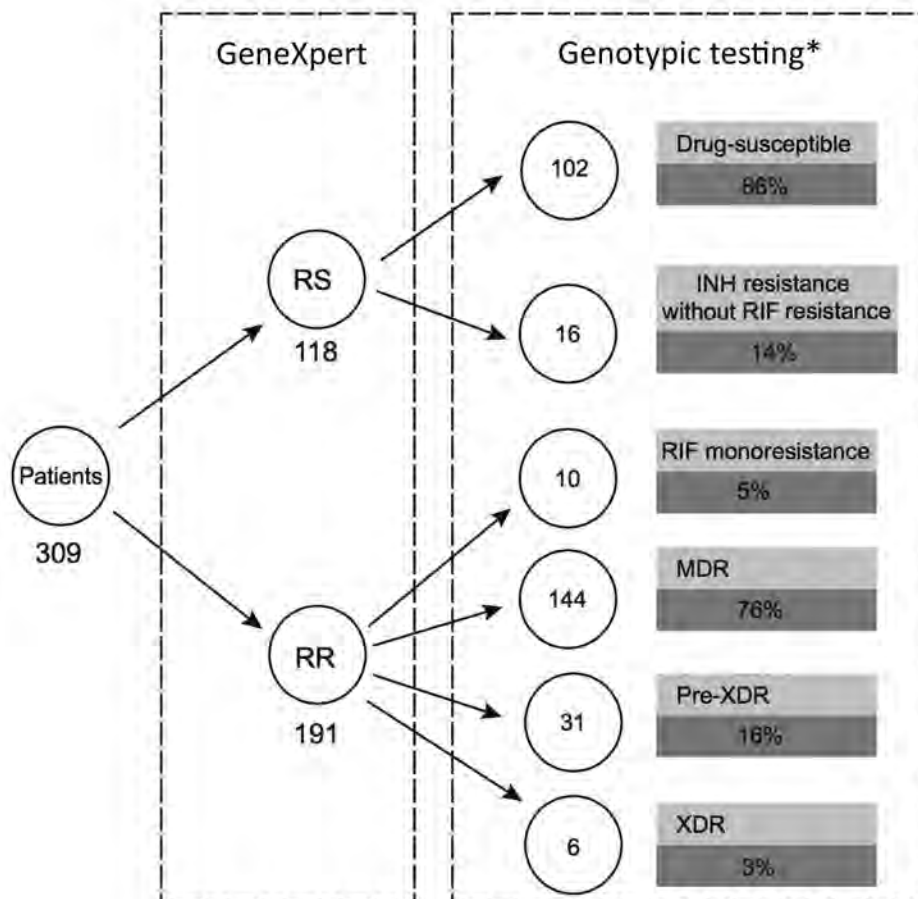 GeneXpert
Genotypic testing*
Patients
309
RS
118
RR
191
102
Drug-susceptible
86%
16
INH resistance
without RIF resistance
14%
10
RIF monoresistance
5%
144
MDR
76%
31
Pre-XDR
16%
6
XDR
3%